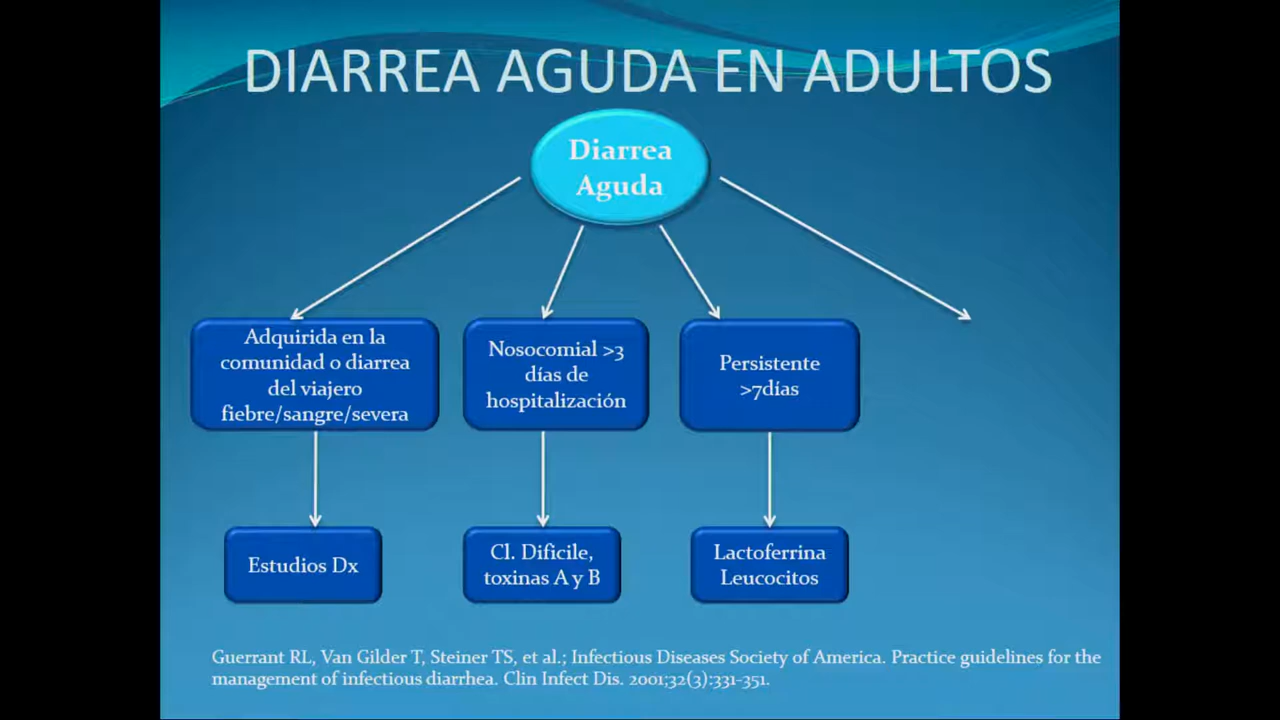 DIARREA AGUDA EN ADULTOS
Diarrea
Aguda
Adquirida en la
comunidad o diarrea
del viajero
fiebre/sangre/severa
Nosocomial >3
días de
hospitalización
Persistente
>7días
Estudios Dx
Cl. Dificile,
toxinas A y B
Lactoferrina
Leucocitos
Guerrant RL, Van Gilder T, Steiner TS, et al.; Infectious Diseases Society of America. Practice guidelines for the
management of infectious diarrhea. Clin Infect Dis. 2001;32(3):331-351.